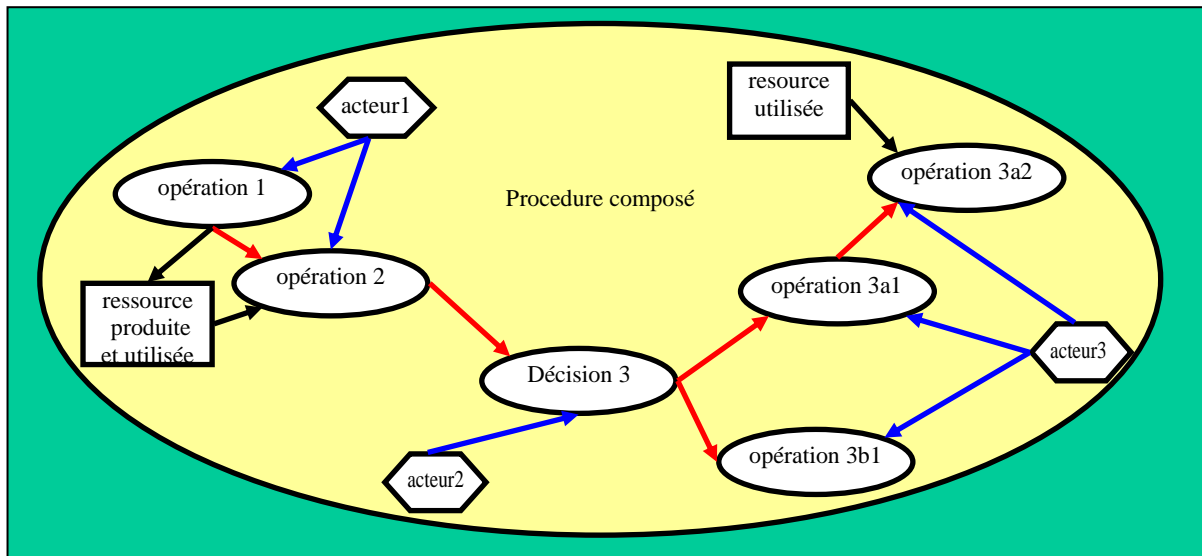 acteur1
resource
utilisée
opération 1
opération 3a2
Procedure composé
opération 2
opération 3a1
ressource
produite
et utilisée
acteur3
Décision 3
opération 3b1
acteur2